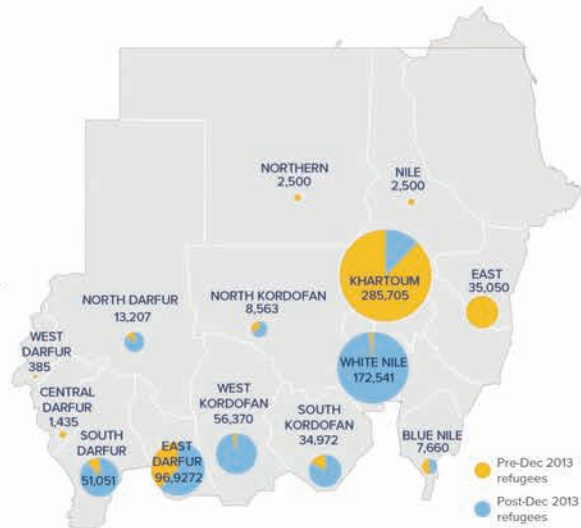 NORTHERN
2,500
NILE
2,500
KHARTOUM
285,705
EAST
35,050
NORTH DARFUR
13,207
NORTH KORDOFAN
8,563
WEST
DARFUR
385
WHITE NILE
172,541
CENTRAL
DARFUR
1,435
WEST
KORDOFAN
56,370
SOUTH
KORDOFAN
34,972
SOUTH
DARFUR
51,051
EAST
DARFUR
96,9272
BLUE NILE
7,660
Pre-Dec 2013
refugees
Post-Dec 2013
refugees